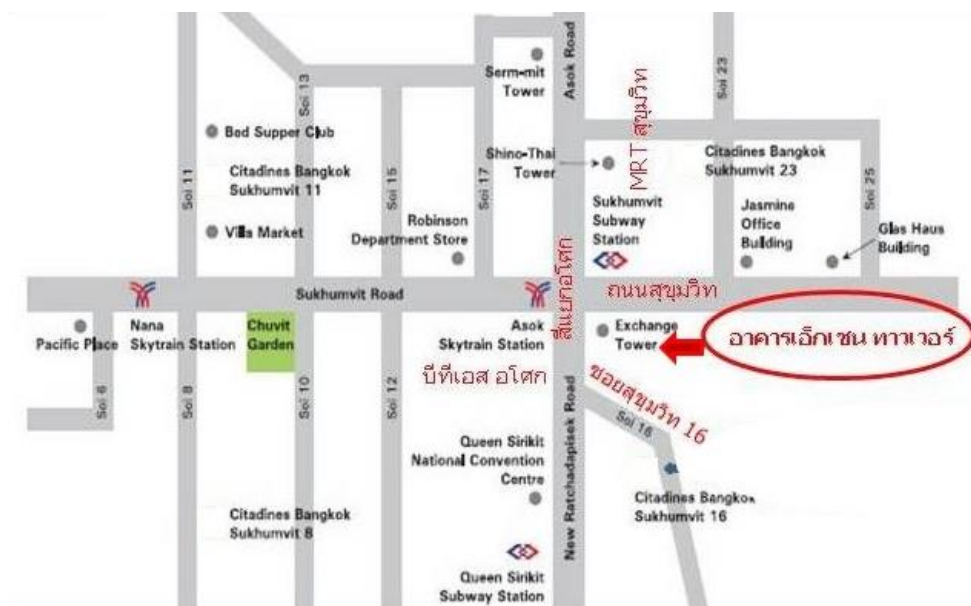 Asok Road
Serm-mit
Tower
Soi 23
Soi 13
MRT สุขุมวิท
Bed Supper Club
Shino-Thai
Tower
Citadines Bangkok
Sukhumvit 23
Citadines Bangkok
Sukhumvit 11
Soi 11
Soi 15
Soi 17
Soi 25
Sukhumvit
Subway
Station
Jasmine
Office
Building
Villa Market
Robinson
Department Store
Glas Haus
Building
สี่แยกอโศก
Sukhumvit Road
ถนนสุขุมวิท
Pacific Place
Nana
Skytrain Station
Chuvit
Garden
Asok
Skytrain Station
Exchange
Tower
อาคารเอ็กเชน ทาวเวอร์
บีทีเอส อโศก
ซอยสุขุมวิท 16
Soi 6
Soi 8
Soi 10
Soi 12
Soi 16
New Ratchadapisek Road
Queen Sirikit
National Convention
Centre
Citadines Bangkok
Sukhumvit 16
Citadines Bangkok
Sukhumvit 8
Queen Sirikit
Subway Station